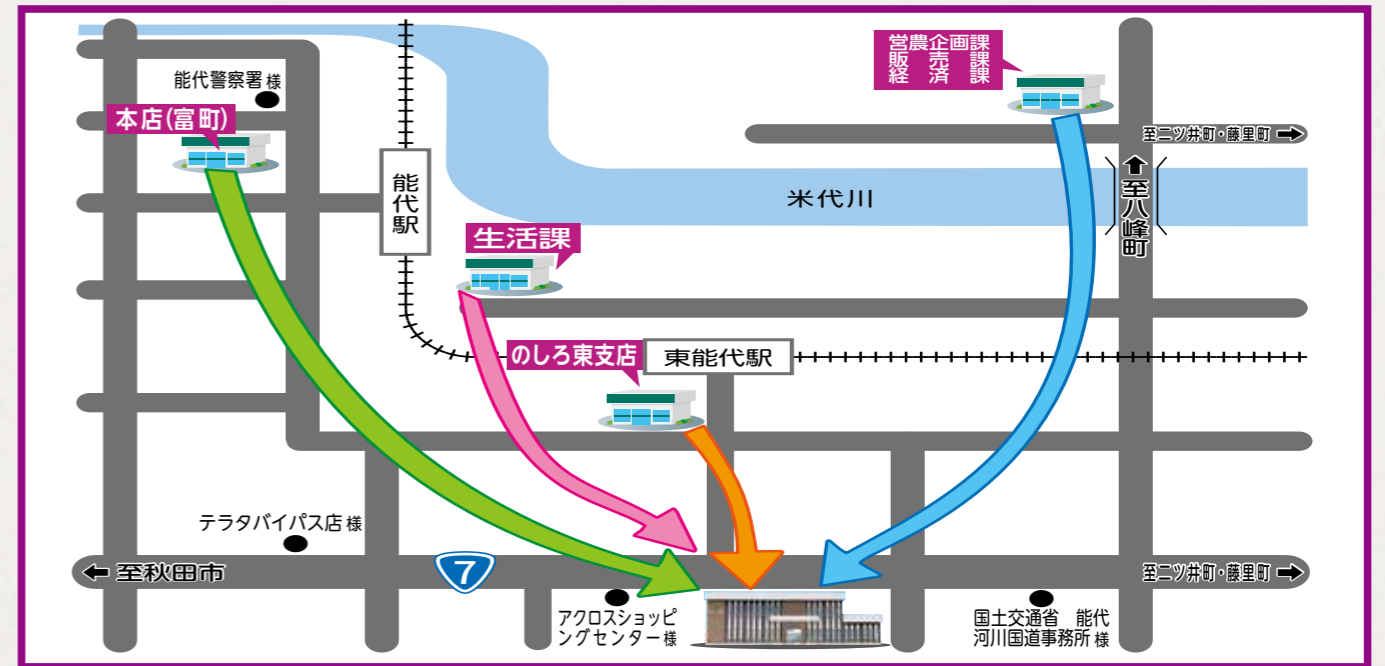 営農企画課
販売課
経済課
能代警察署様
本店(富町)
至二ツ井町・藤里町
能代駅
米代川
至八峰町
生活課
のしろ東支店
東能代駅
テラタバイパス店様
至秋田市
7
至二ツ井町・藤里町
アクロスショッピ
ングセンター様
国土交通省 能代
河川国道事務所様